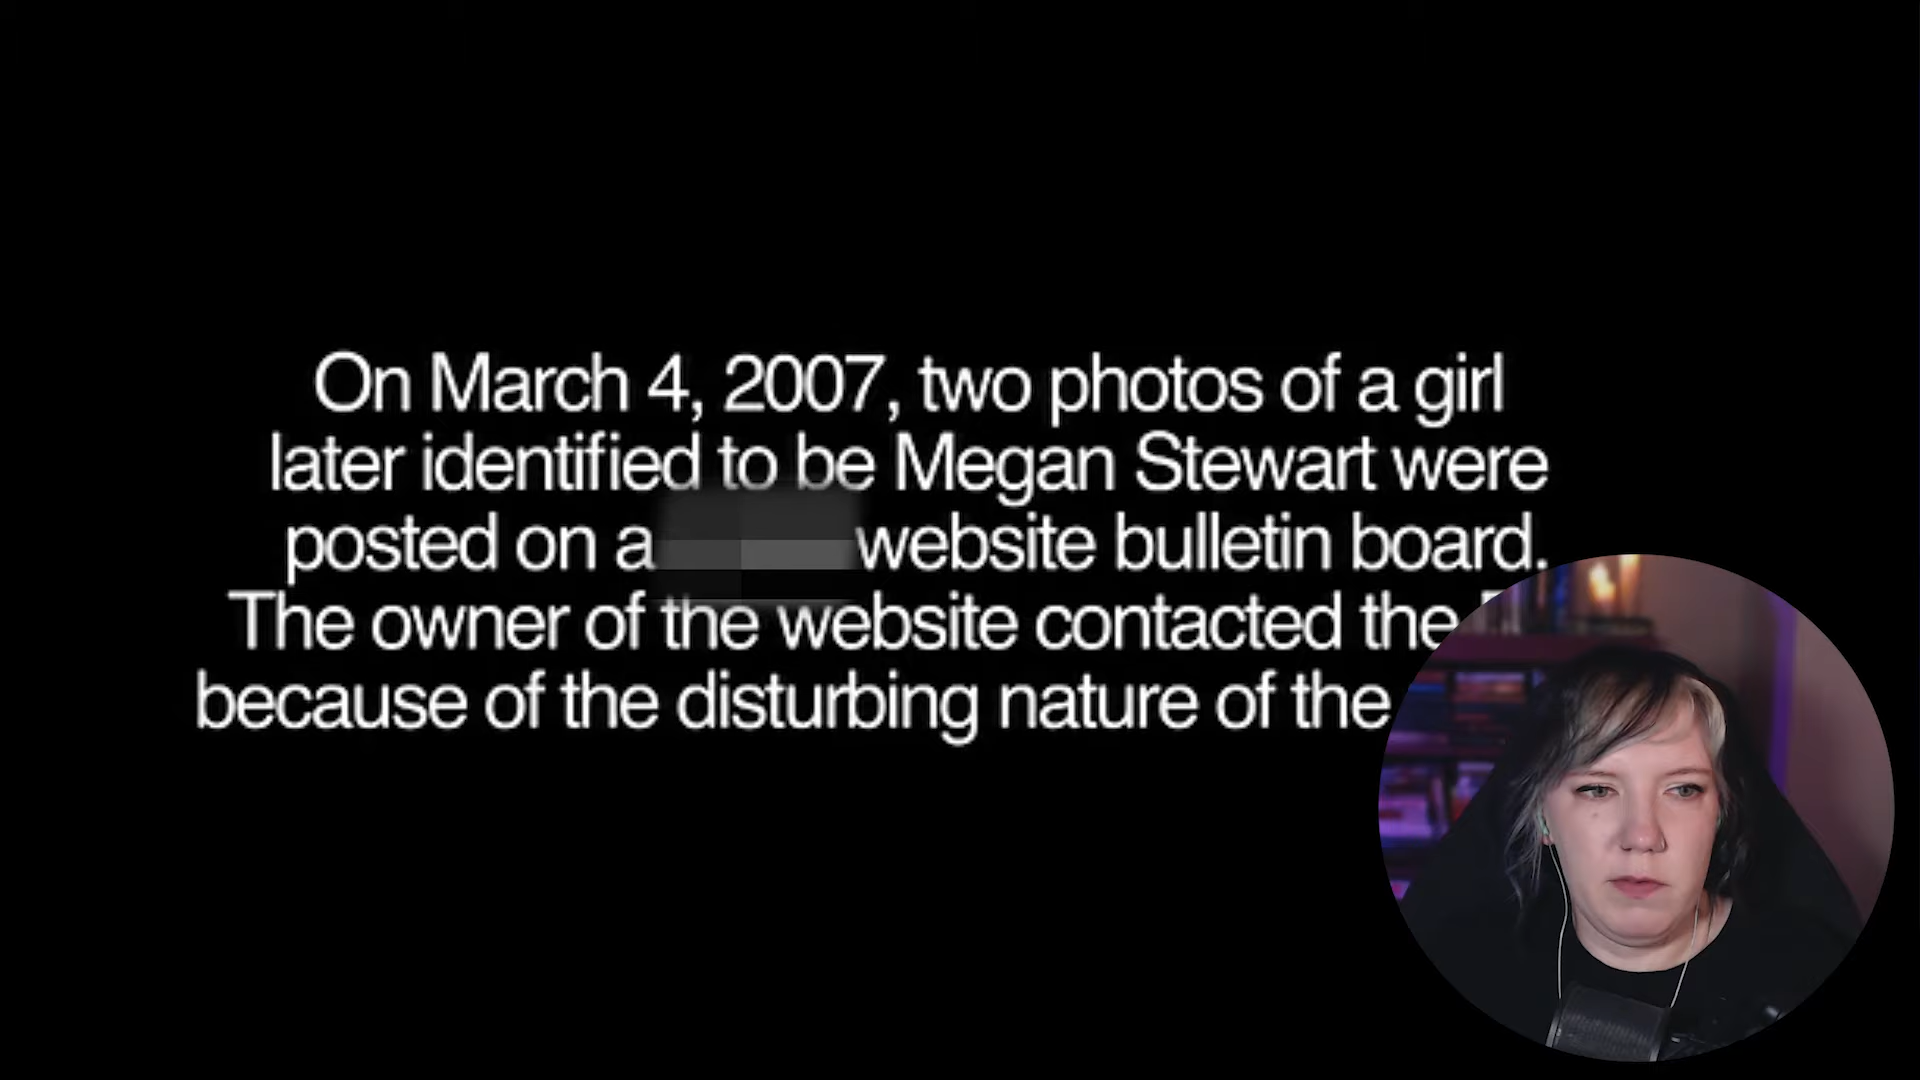 On March 4, 2007, two photos of a girl
later identified to be Megan Stewart were
posted on a website bulletin board.
The owner of the website contacted the
because of the disturbing nature of the